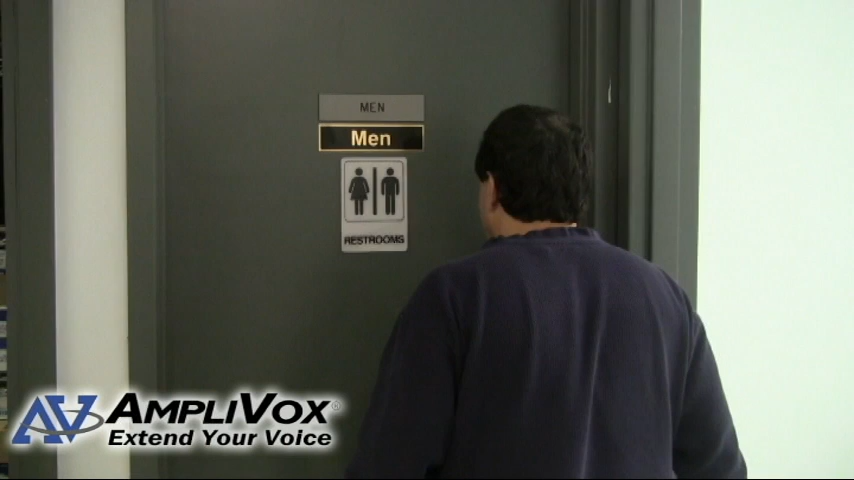 MEN
Men
RESTROOMS
AMPLIVOX®
Extend Your Voice